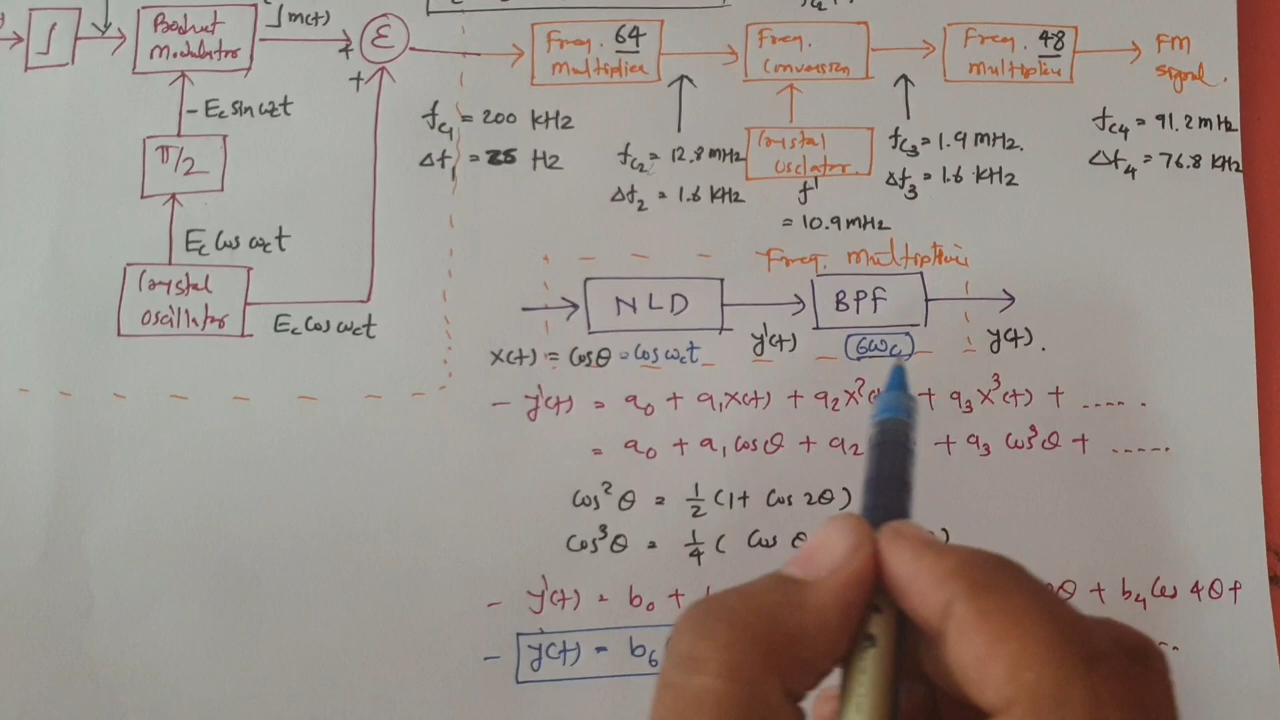 ∫
Product modulator
∫m(t)
+
Σ
+
- Ec sin ωct
π/2
Ec cos ωct
Crystal oscillator
Ec cos ωct
Freq. 64 multiplier
Freq. Conversion
Freq. 48 multiplier
FM signal.
fc1 = 200 KHz
Δf1 = 25 Hz
fc2 = 12.8 MHz
Δf2 = 1.6 KHz
Crystal Osclator.
f'
= 10.9 MHz
fc3 = 1.9 MHz.
Δf3 = 1.6 KHz
fc4 = 91.2 MHz
Δf4 = 76.8 KHz
Freq. multiplier
NLD
BPF
x(t) = cosθ = cos ωct
y'(t)
6ωc
y(t).
- y'(t) = a0 + a1x(t) + a2x²(t) + a3x³(t) + .....
= a0 + a1 cosθ + a2 + a3 cos³θ + .....
cos²θ = ½ (1 + cos 2θ)
cos³θ = ¼ ( cos θ )
- y'(t) = b0 + θ + b4 cos 4θ +
- y(t) = b6